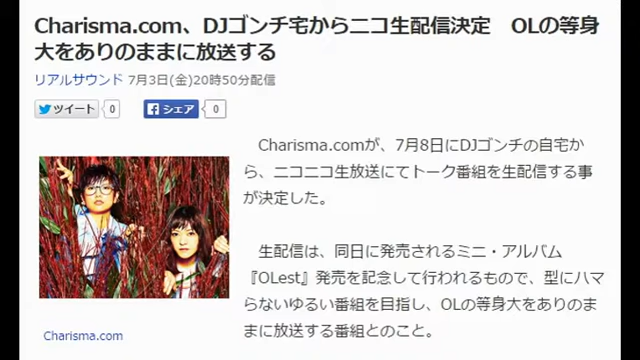 Charisma.com、DJゴンチ宅からニコ生配信決定　OLの等身
大をありのままに放送する
リアルサウンド 7月3日(金)20時50分配信
ツイート 0 シェア 0
Charisma.comが、7月8日にDJゴンチの自宅か
ら、ニコニコ生放送にてトーク番組を生配信する事
が決定した。
生配信は、同日に発売されるミニ・アルバム
『OLest』発売を記念して行われるもので、型にハマ
らないゆるい番組を目指し、OLの等身大をありのま
まに放送する番組とのこと。
Charisma.com